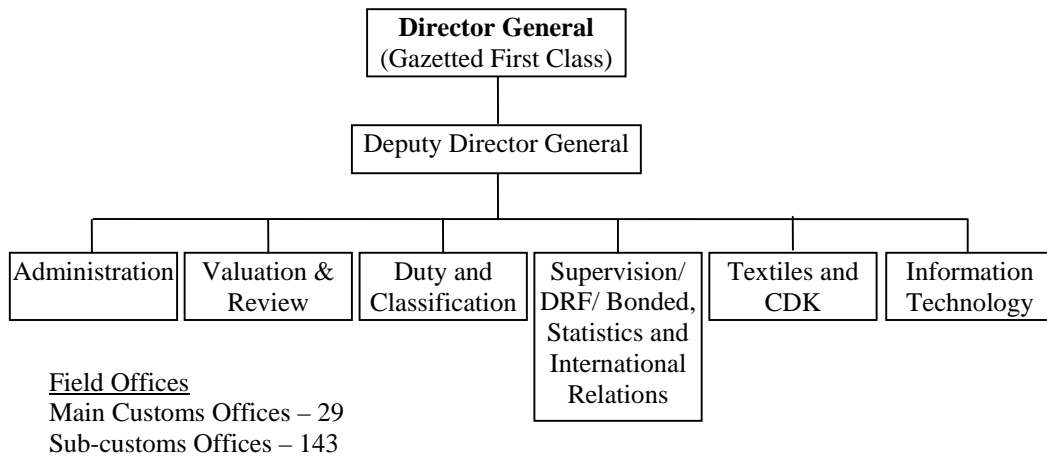 Director General
(Gazetted First Class)
Deputy Director General
Administration
Valuation &
Review
Duty and
Classification
Supervision/
DRF/ Bonded,
Statistics and
International
Relations
Textiles and
CDK
Information
Technology
Field Offices
Main Customs Offices – 29
Sub-customs Offices – 143